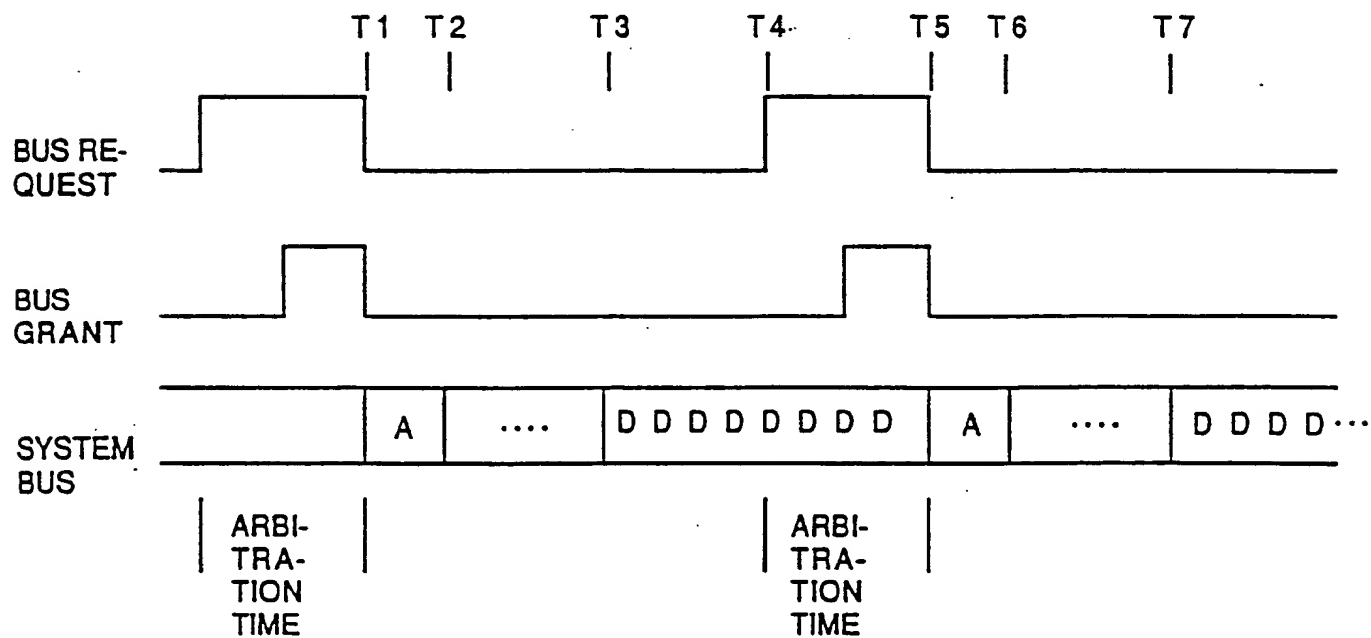 T1 T2 T3 T4 T5 T6 T7
BUS RE-
QUEST
BUS
GRANT
SYSTEM
BUS
A .... D D D D D D D D A .... D D D D...
ARBI-
TRA-
TION
TIME
ARBI-
TRA-
TION
TIME